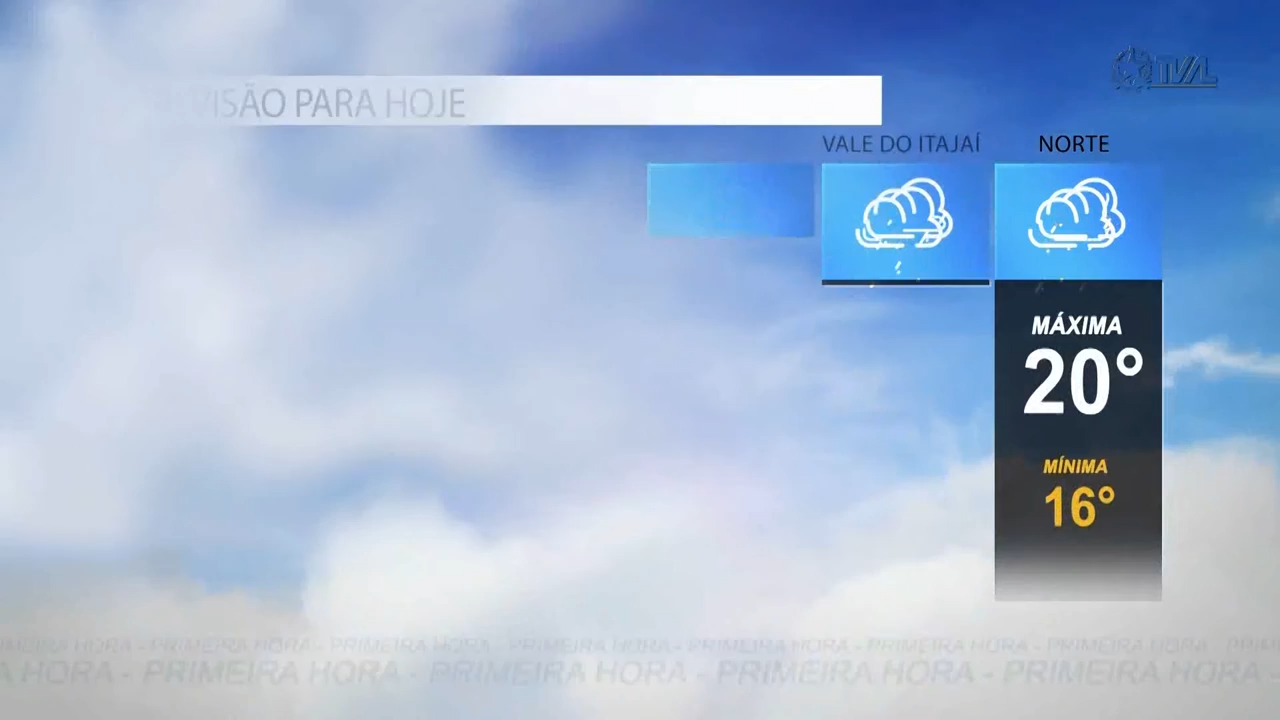 VISÃO PARA HOJE
TVAL
VALE DO ITAJAÍ
NORTE
MÁXIMA
20°
MÍNIMA
16°
PRIMEIRA HORA - PRIMEIRA HORA - PRIMEIRA HORA - PRIMEIRA HORA - PRIMEIRA HORA - PRIMEIRA HORA
HORA - PRIMEIRA HORA - PRIMEIRA HORA - PRIMEIRA HORA - PRIMEIRA HORA